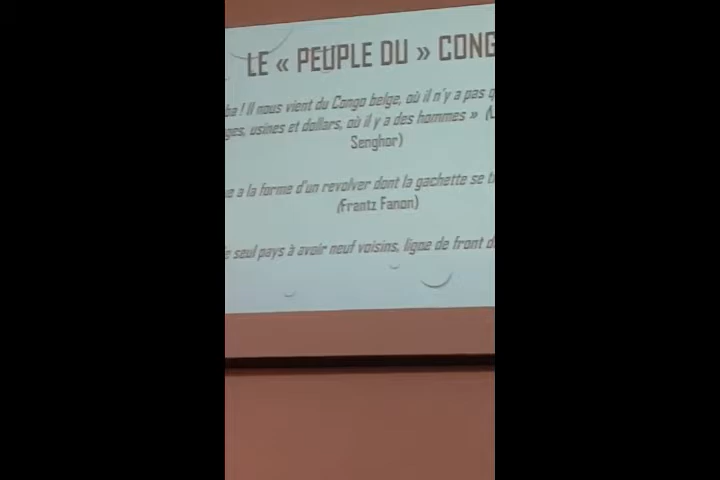 LE « PEUPLE DU » CONG
ba ! Il nous vient du Congo belge, où il n'y a pas q
ges, usines et dollars, où il y a des hommes » (
Senghor)
e a la forme d'un revolver dont la gachette se t
(Frantz Fanon)
e seul pays à avoir neuf voisins, ligne de front d